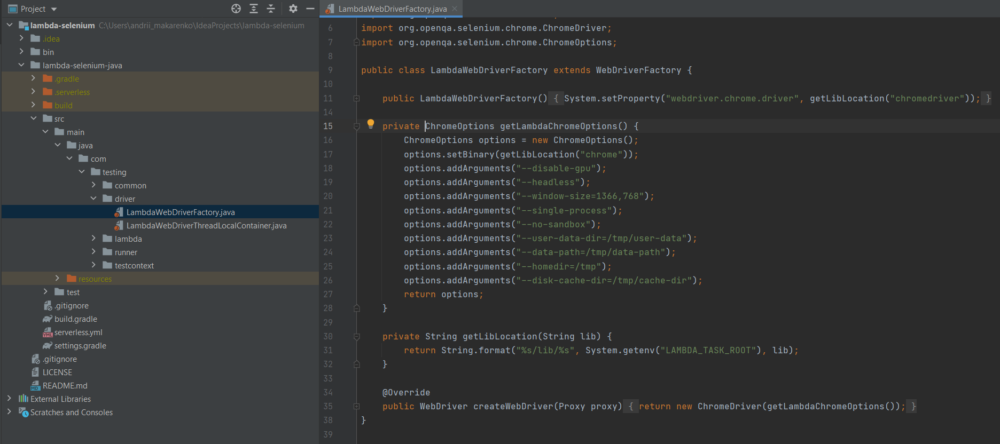 Project
lambda-selenium C:\Users\andrii_makarenko\IdeaProjects\lambda-selenium
.idea
bin
lambda-selenium-java
.gradle
.serverless
build
src
main
java
com
testing
common
driver
LambdaWebDriverFactory.java
LambdaWebDriverThreadLocalContainer.java
lambda
runner
testcontext
resources
test
.gitignore
build.gradle
serverless.yml
settings.gradle
.gitignore
LICENSE
README.md
External Libraries
Scratches and Consoles
LambdaWebDriverFactory.java
6 import org.openqa.selenium.chrome.ChromeDriver;
7 import org.openqa.selenium.chrome.ChromeOptions;
8
9 public class LambdaWebDriverFactory extends WebDriverFactory {
10
11 public LambdaWebDriverFactory() { System.setProperty("webdriver.chrome.driver", getLibLocation("chromedriver")); }
14
15 private ChromeOptions getLambdaChromeOptions() {
16 ChromeOptions options = new ChromeOptions();
17 options.setBinary(getLibLocation("chrome"));
18 options.addArguments("--disable-gpu");
19 options.addArguments("--headless");
20 options.addArguments("--window-size=1366,768");
21 options.addArguments("--single-process");
22 options.addArguments("--no-sandbox");
23 options.addArguments("--user-data-dir=/tmp/user-data");
24 options.addArguments("--data-path=/tmp/data-path");
25 options.addArguments("--homedir=/tmp");
26 options.addArguments("--disk-cache-dir=/tmp/cache-dir");
27 return options;
28 }
29
30 private String getLibLocation(String lib) {
31 return String.format("%s/lib/%s", System.getenv("LAMBDA_TASK_ROOT"), lib);
32 }
33
34 @Override
35 public WebDriver createWebDriver(Proxy proxy) { return new ChromeDriver(getLambdaChromeOptions()); }
38 }
39